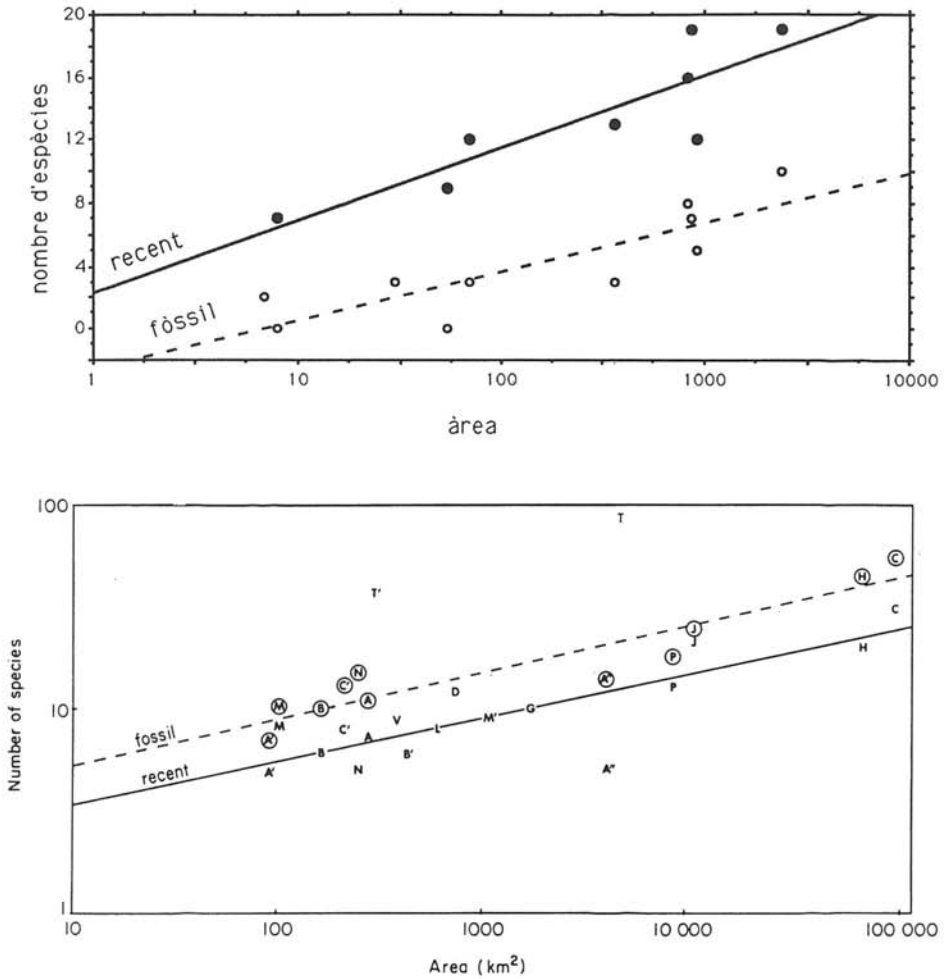 20
16
12
8
4
0
nombre d'espècies
recent
fòssil
1
10
100
1000
10000
àrea
100
10
1
Number of species
T
T'
C
H
C
H
J
J
P
P
A"
N
C'
M
B
A
D
M
C'
V
G
M'
L
A
A'
fossil
B
B'
recent
A'
N
A"
10
100
1000
10 000
100 000
Area (km²)